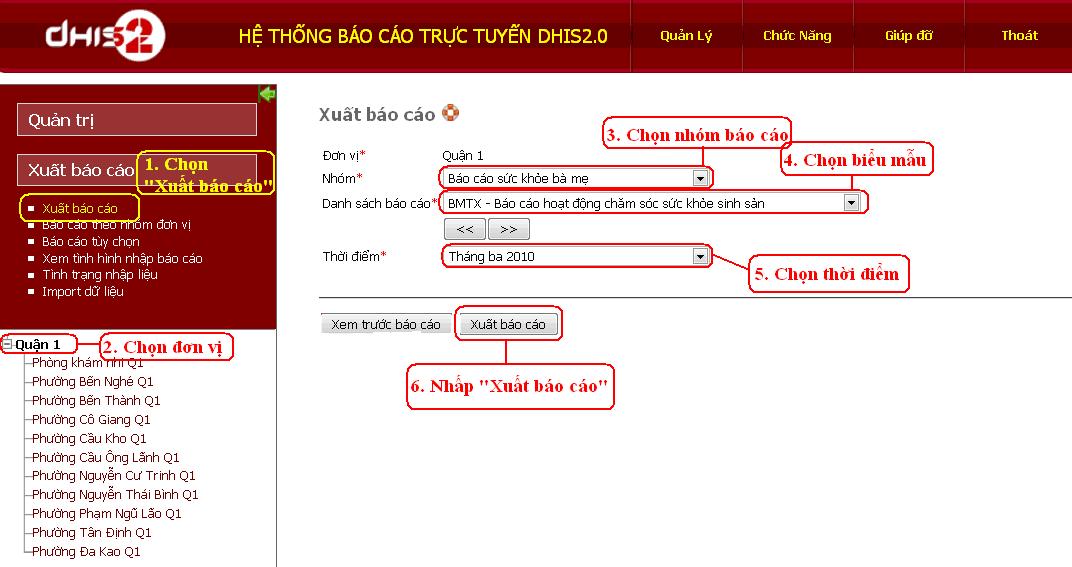 dhis2
HỆ THỐNG BÁO CÁO TRỰC TUYẾN DHIS2.0
Quản Lý
Chức Năng
Giúp đỡ
Thoát
Quản trị
Xuất báo cáo
1. Chọn
"Xuất báo cáo"
Xuất báo cáo
Báo cáo theo nhóm đơn vị
Báo cáo tùy chọn
Xem tình hình nhập báo cáo
Tình trạng nhập liệu
Import dữ liệu
Quận 1
2. Chọn đơn vị
Phòng khám nhi Q1
Phường Bến Nghé Q1
Phường Bến Thành Q1
Phường Cô Giang Q1
Phường Cầu Kho Q1
Phường Cầu Ông Lãnh Q1
Phường Nguyễn Cư Trinh Q1
Phường Nguyễn Thái Bình Q1
Phường Phạm Ngũ Lão Q1
Phường Tân Định Q1
Phường Đa Kao Q1
Xuất báo cáo
3. Chọn nhóm báo cáo
4. Chọn biểu mẫu
Đơn vị* Quận 1
Nhóm* Báo cáo sức khỏe bà mẹ
Danh sách báo cáo* BMTX - Báo cáo hoạt động chăm sóc sức khỏe sinh sản
<< >>
Thời điểm* Tháng ba 2010
5. Chọn thời điểm
Xem trước báo cáo
Xuất báo cáo
6. Nhấp "Xuất báo cáo"